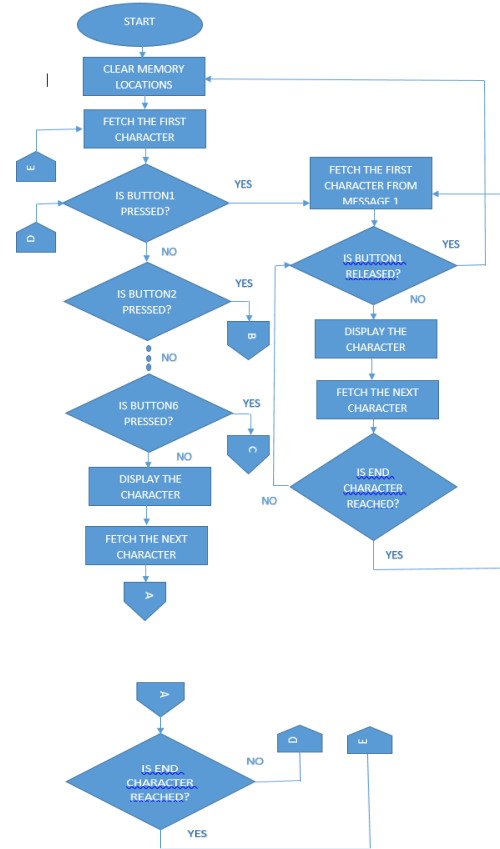 START
CLEAR MEMORY
LOCATIONS
FETCH THE FIRST
CHARACTER
E
D
IS BUTTON1
PRESSED?
YES
NO
FETCH THE FIRST
CHARACTER FROM
MESSAGE 1
IS BUTTON1
RELEASED?
YES
NO
IS BUTTON2
PRESSED?
YES
B
NO
DISPLAY THE
CHARACTER
FETCH THE NEXT
CHARACTER
IS BUTTON6
PRESSED?
YES
C
NO
IS END
CHARACTER
REACHED?
NO
YES
DISPLAY THE
CHARACTER
FETCH THE NEXT
CHARACTER
A
A
IS END
CHARACTER
REACHED?
NO
D
E
YES